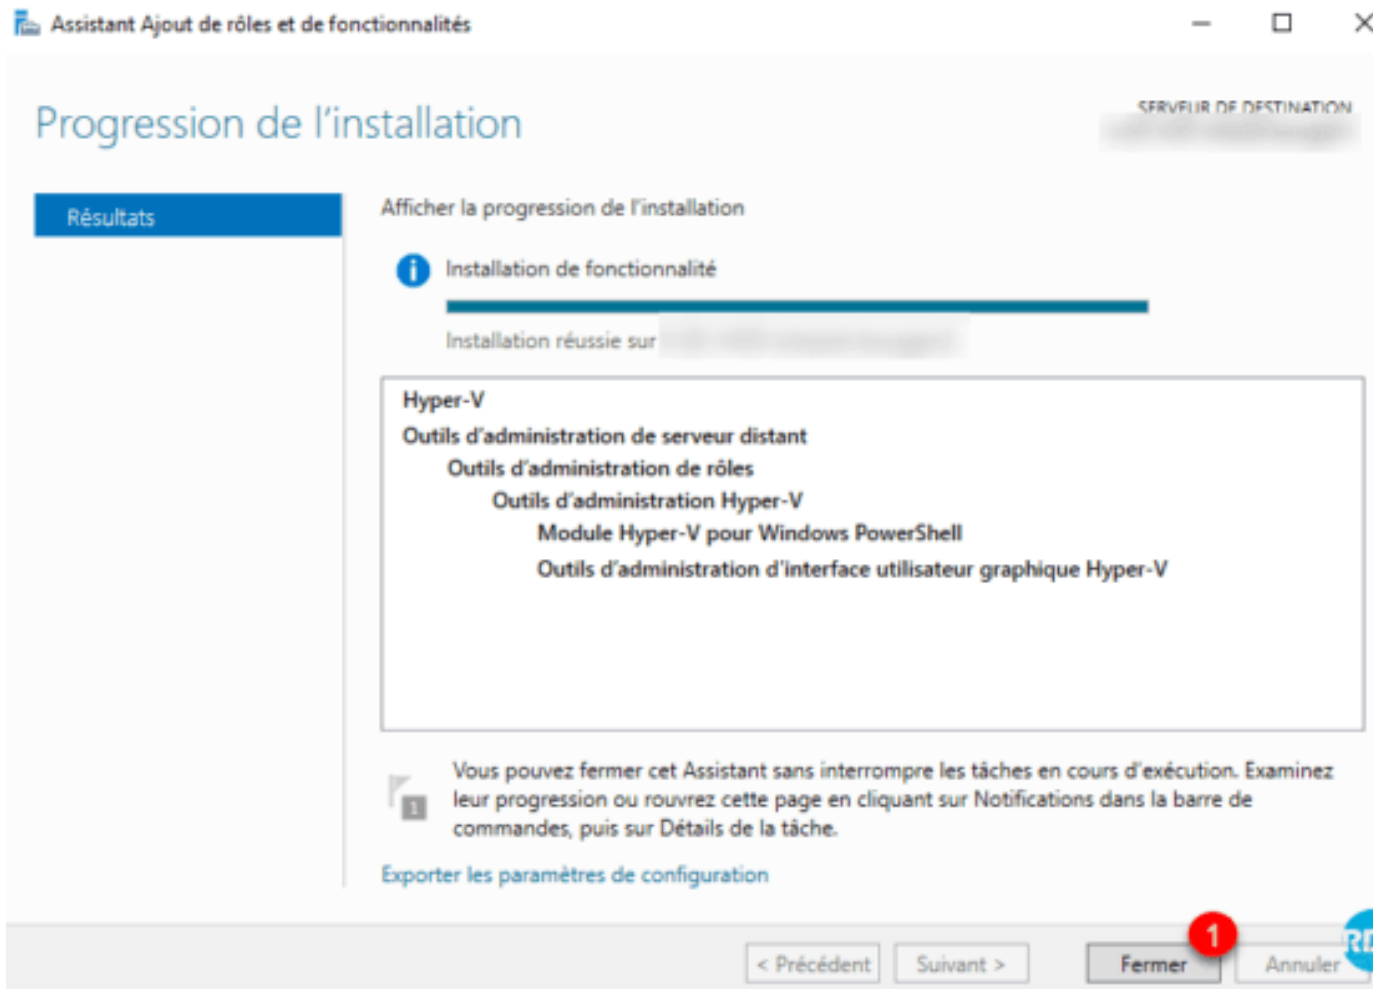 Assistant Ajout de rôles et de fonctionnalités
Progression de l'installation
SERVEUR DE DESTINATION
Résultats
Afficher la progression de l'installation
Installation de fonctionnalité
Installation réussie sur
Hyper-V
Outils d'administration de serveur distant
Outils d'administration de rôles
Outils d'administration Hyper-V
Module Hyper-V pour Windows PowerShell
Outils d'administration d'interface utilisateur graphique Hyper-V
Vous pouvez fermer cet Assistant sans interrompre les tâches en cours d'exécution. Examinez
1
leur progression ou rouvrez cette page en cliquant sur Notifications dans la barre de
commandes, puis sur Détails de la tâche.
Exporter les paramètres de configuration
1
< Précédent
Suivant >
Fermer
Annuler